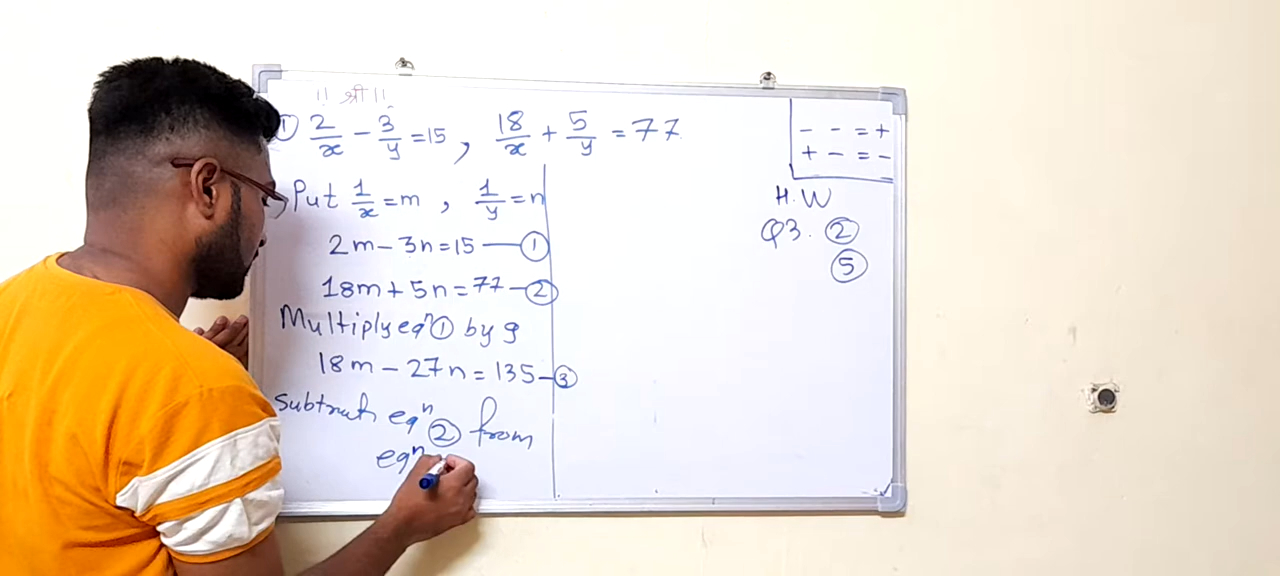 ।। श्री ।।
① 2/x - 3/y = 15 , 18/x + 5/y = 77
Put 1/x = m , 1/y = n
2m - 3n = 15 — ①
18m + 5n = 77 — ②
Multiply eqⁿ ① by 9
18m - 27n = 135 — ③
Subtract eqⁿ ② from
eqⁿ
- - = +
+ - = -
H.W
Q3. ②
⑤